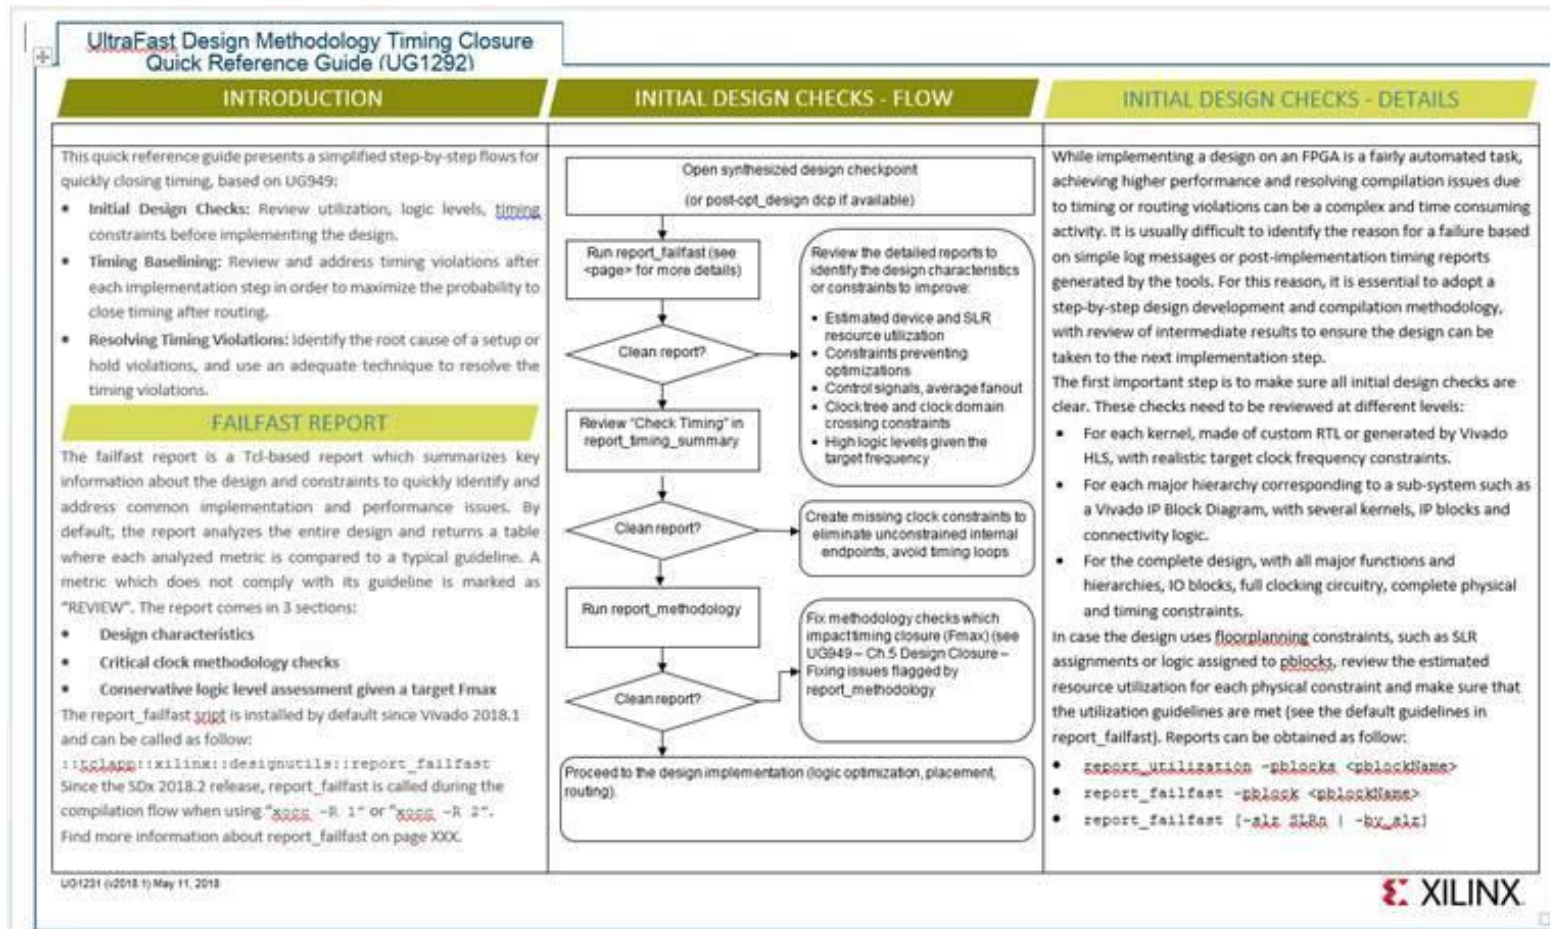 UltraFast Design Methodology Timing Closure
Quick Reference Guide (UG1292)
INTRODUCTION
This quick reference guide presents a simplified step-by-step flows for
quickly closing timing, based on UG949:
• Initial Design Checks: Review utilization, logic levels, timing
constraints before implementing the design.
• Timing Baselining: Review and address timing violations after
each implementation step in order to maximize the probability to
close timing after routing.
• Resolving Timing Violations: Identify the root cause of a setup or
hold violations, and use an adequate technique to resolve the
timing violations.
FAILFAST REPORT
The failfast report is a Tcl-based report which summarizes key
information about the design and constraints to quickly identify and
address common implementation and performance issues. By
default, the report analyzes the entire design and returns a table
where each analyzed metric is compared to a typical guideline. A
metric which does not comply with its guideline is marked as
"REVIEW". The report comes in 3 sections:
• Design characteristics
• Critical clock methodology checks
• Conservative logic level assessment given a target Fmax
The report_failfast sript is installed by default since Vivado 2018.1
and can be called as follow:
::tclapp::xilinx::designutils::report_failfast
Since the SDx 2018.2 release, report_failfast is called during the
compilation flow when using "xocc -R 1" or "xocc -R 2".
Find more information about report_failfast on page XXX.
INITIAL DESIGN CHECKS - FLOW
Open synthesized design checkpoint
(or post-opt_design dcp if available)
Run report_failfast (see
<page> for more details)
Clean report?
Review the detailed reports to
identify the design characteristics
or constraints to improve:
• Estimated device and SLR
resource utilization
• Constraints preventing
optimizations
• Control signals, average fanout
• Clock tree and clock domain
crossing constraints
• High logic levels given the
target frequency
Review "Check Timing" in
report_timing_summary
Clean report?
Create missing clock constraints to
eliminate unconstrained internal
endpoints, avoid timing loops
Run report_methodology
Clean report?
Fix methodology checks which
impact timing closure (Fmax) (see
UG949 – Ch.5 Design Closure –
Fixing issues flagged by
report_methodology
Proceed to the design implementation (logic optimization, placement,
routing).
INITIAL DESIGN CHECKS - DETAILS
While implementing a design on an FPGA is a fairly automated task,
achieving higher performance and resolving compilation issues due
to timing or routing violations can be a complex and time consuming
activity. It is usually difficult to identify the reason for a failure based
on simple log messages or post-implementation timing reports
generated by the tools. For this reason, it is essential to adopt a
step-by-step design development and compilation methodology,
with review of intermediate results to ensure the design can be
taken to the next implementation step.
The first important step is to make sure all initial design checks are
clear. These checks need to be reviewed at different levels:
• For each kernel, made of custom RTL or generated by Vivado
HLS, with realistic target clock frequency constraints.
• For each major hierarchy corresponding to a sub-system such as
a Vivado IP Block Diagram, with several kernels, IP blocks and
connectivity logic.
• For the complete design, with all major functions and
hierarchies, IO blocks, full clocking circuitry, complete physical
and timing constraints.
In case the design uses floorplanning constraints, such as SLR
assignments or logic assigned to pblocks, review the estimated
resource utilization for each physical constraint and make sure that
the utilization guidelines are met (see the default guidelines in
report_failfast). Reports can be obtained as follow:
• report_utilization -pblocks <pblockName>
• report_failfast -pblock <pblockName>
• report_failfast [-slr SLRn | -by_slr]
UG1231 (v2018.1) May 11, 2018
XILINX